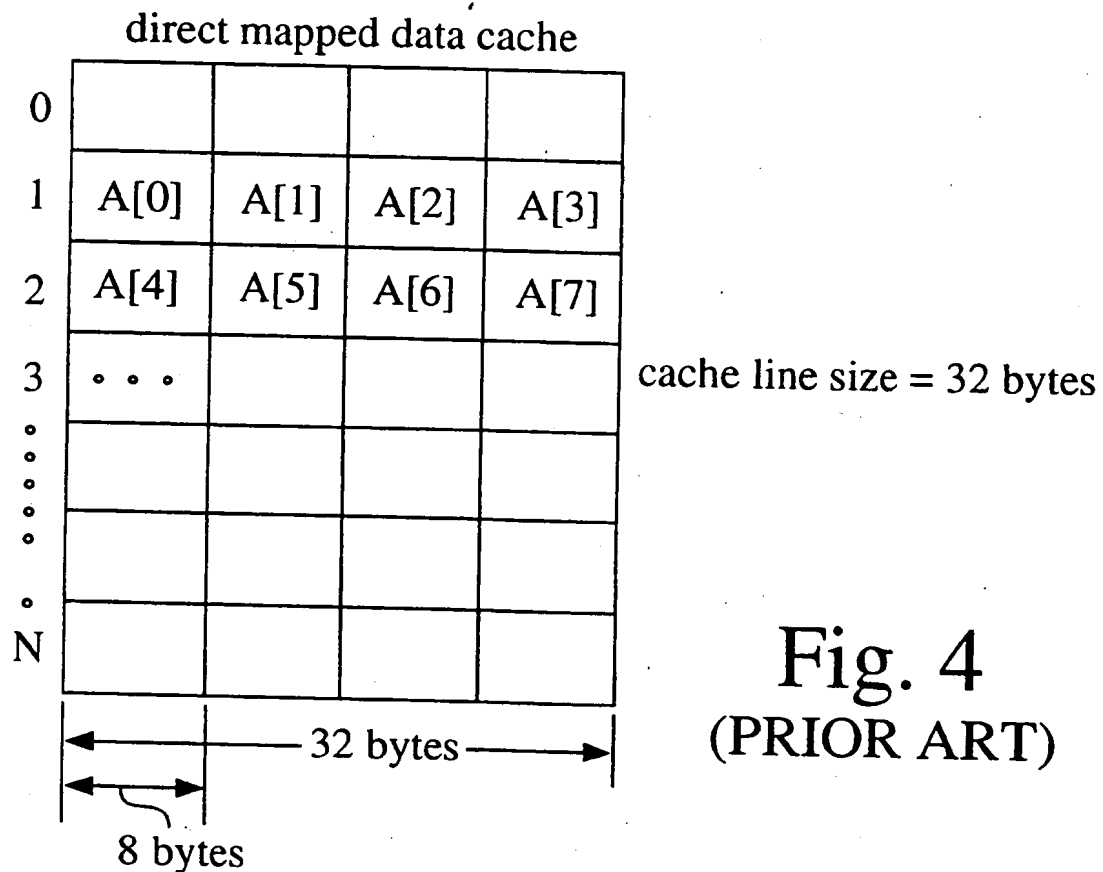 direct mapped data cache
0
1 A[0] A[1] A[2] A[3]
2 A[4] A[5] A[6] A[7]
3 ∘ ∘ ∘
cache line size = 32 bytes
N
32 bytes
8 bytes
Fig. 4
(PRIOR ART)